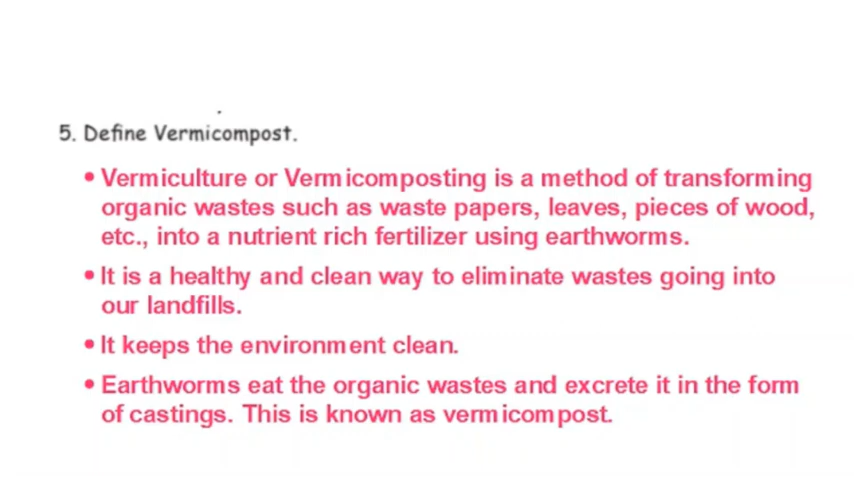 5. Define Vermicompost.
• Vermiculture or Vermicomposting is a method of transforming
organic wastes such as waste papers, leaves, pieces of wood,
etc., into a nutrient rich fertilizer using earthworms.
• It is a healthy and clean way to eliminate wastes going into
our landfills.
• It keeps the environment clean.
• Earthworms eat the organic wastes and excrete it in the form
of castings. This is known as vermicompost.